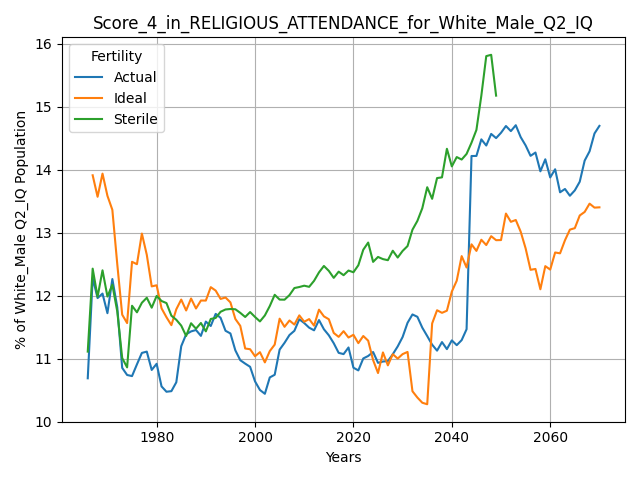 Score_4_in_RELIGIOUS_ATTENDANCE_for_White_Male_Q2_IQ
% of White_Male Q2_IQ Population
16
15
14
13
12
11
10
Fertility
Actual
Ideal
Sterile
1980
2000
2020
2040
2060
Years